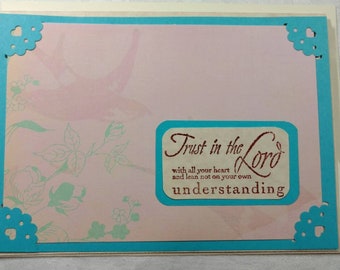 Trust in the Lord
with all your heart
and lean not on your own
understanding